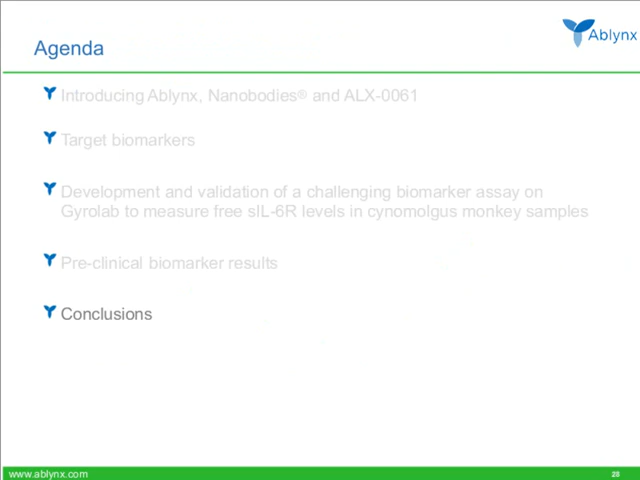 Ablynx
Agenda
Introducing Ablynx, Nanobodies® and ALX-0061
Target biomarkers
Development and validation of a challenging biomarker assay on
Gyrolab to measure free sIL-6R levels in cynomolgus monkey samples
Pre-clinical biomarker results
Conclusions
www.ablynx.com
28